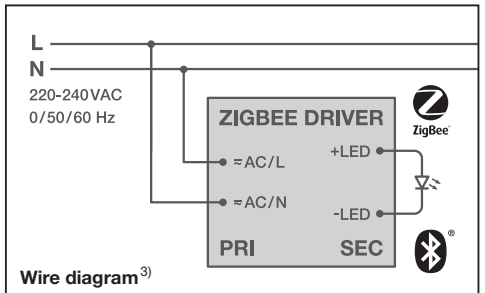 L
N
220-240VAC
0/50/60 Hz
ZIGBEE DRIVER
ZigBee®
≂AC/L
+LED
≂AC/N
-LED
PRI
SEC
®
Wire diagram³⁾